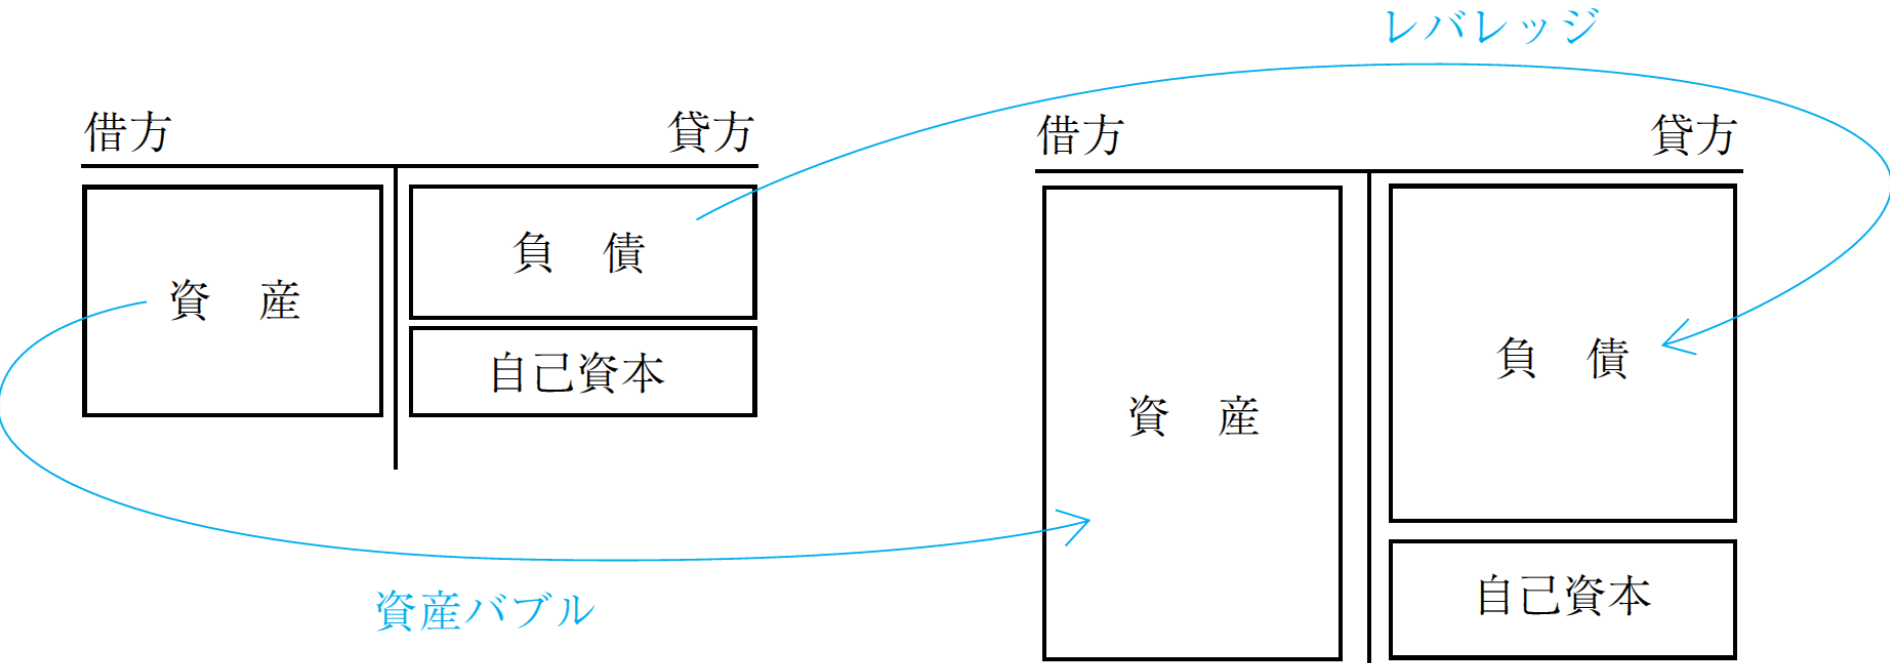 レバレッジ
借方 貸方
資 産
負 債
自己資本
借方 貸方
資 産
負 債
自己資本
資産バブル